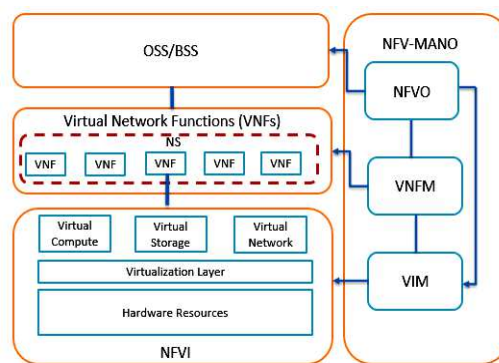 OSS/BSS
NFV-MANO
NFVO
Virtual Network Functions (VNFs)
NS
VNF
VNF
VNF
VNF
VNF
VNFM
Virtual
Compute
Virtual
Storage
Virtual
Network
Virtualization Layer
VIM
Hardware Resources
NFVI